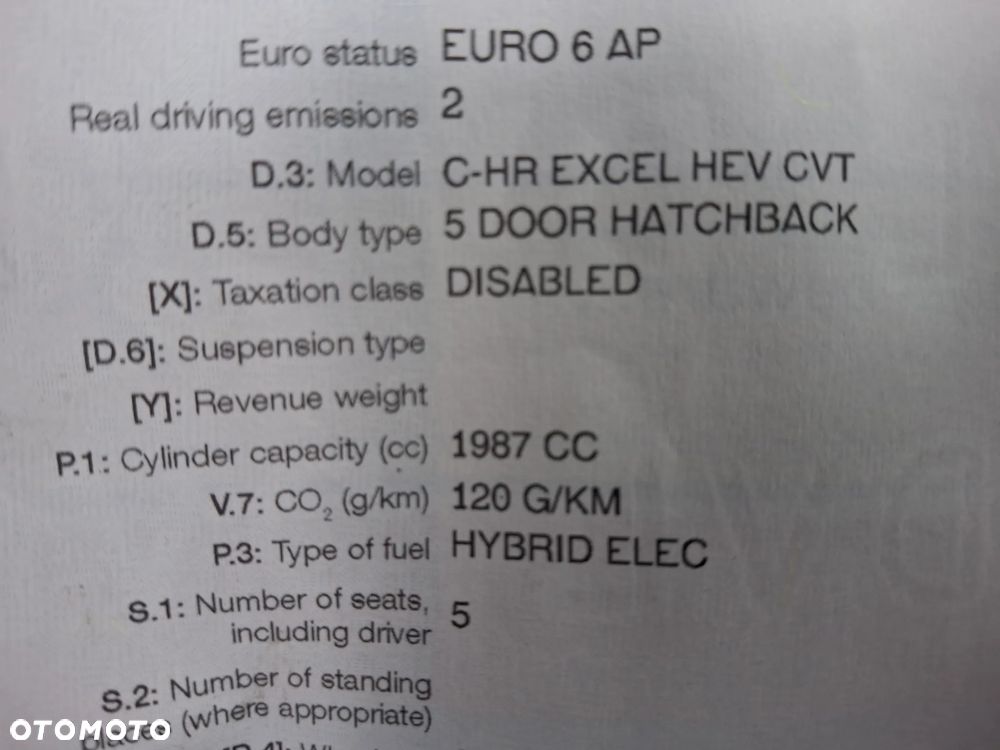 Euro status EURO 6 AP
Real driving emissions 2
D.3: Model C-HR EXCEL HEV CVT
D.5: Body type 5 DOOR HATCHBACK
[X]: Taxation class DISABLED
[D.6]: Suspension type
[Y]: Revenue weight
P.1.: Cylinder capacity (cc) 1987 CC
V.7: CO₂ (g/km) 120 G/KM
P.3: Type of fuel HYBRID ELEC
S.1: Number of seats, including driver 5
S.2: Number of standing
places (where appropriate)
OTOMOTO